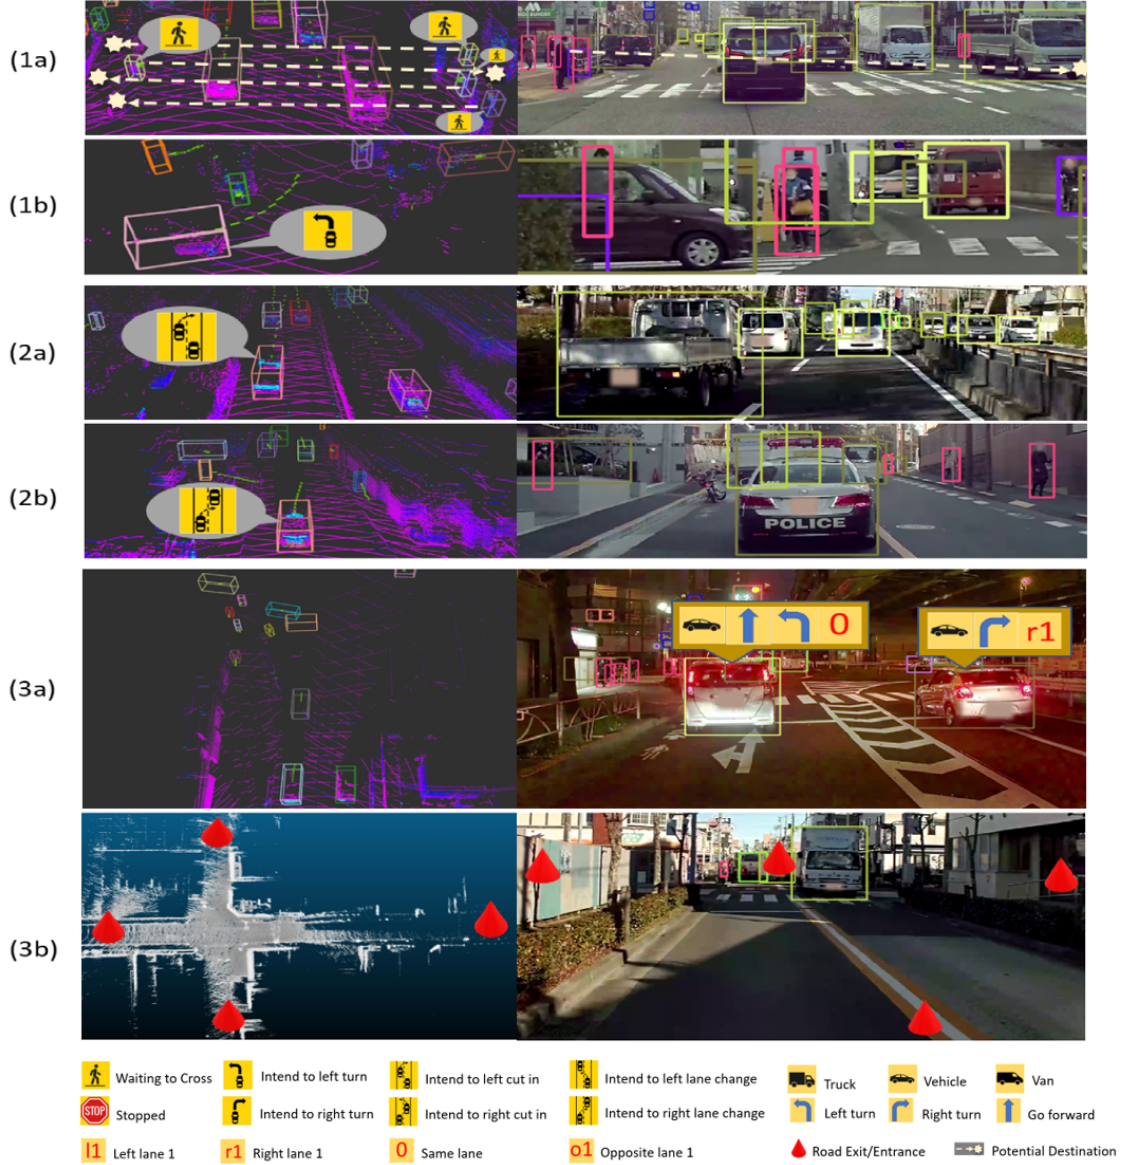 (1a)
BURGER
(1b)
(2a)
(2b)
POLICE
(3a)
0
r1
(3b)
Waiting to Cross
Intend to left turn
Intend to left cut in
Intend to left lane change
Truck
Vehicle
Van
STOP
Stopped
Intend to right turn
Intend to right cut in
Intend to right lane change
Left turn
Right turn
Go forward
l1
Left lane 1
r1
Right lane 1
0
Same lane
o1
Opposite lane 1
Road Exit/Entrance
Potential Destination